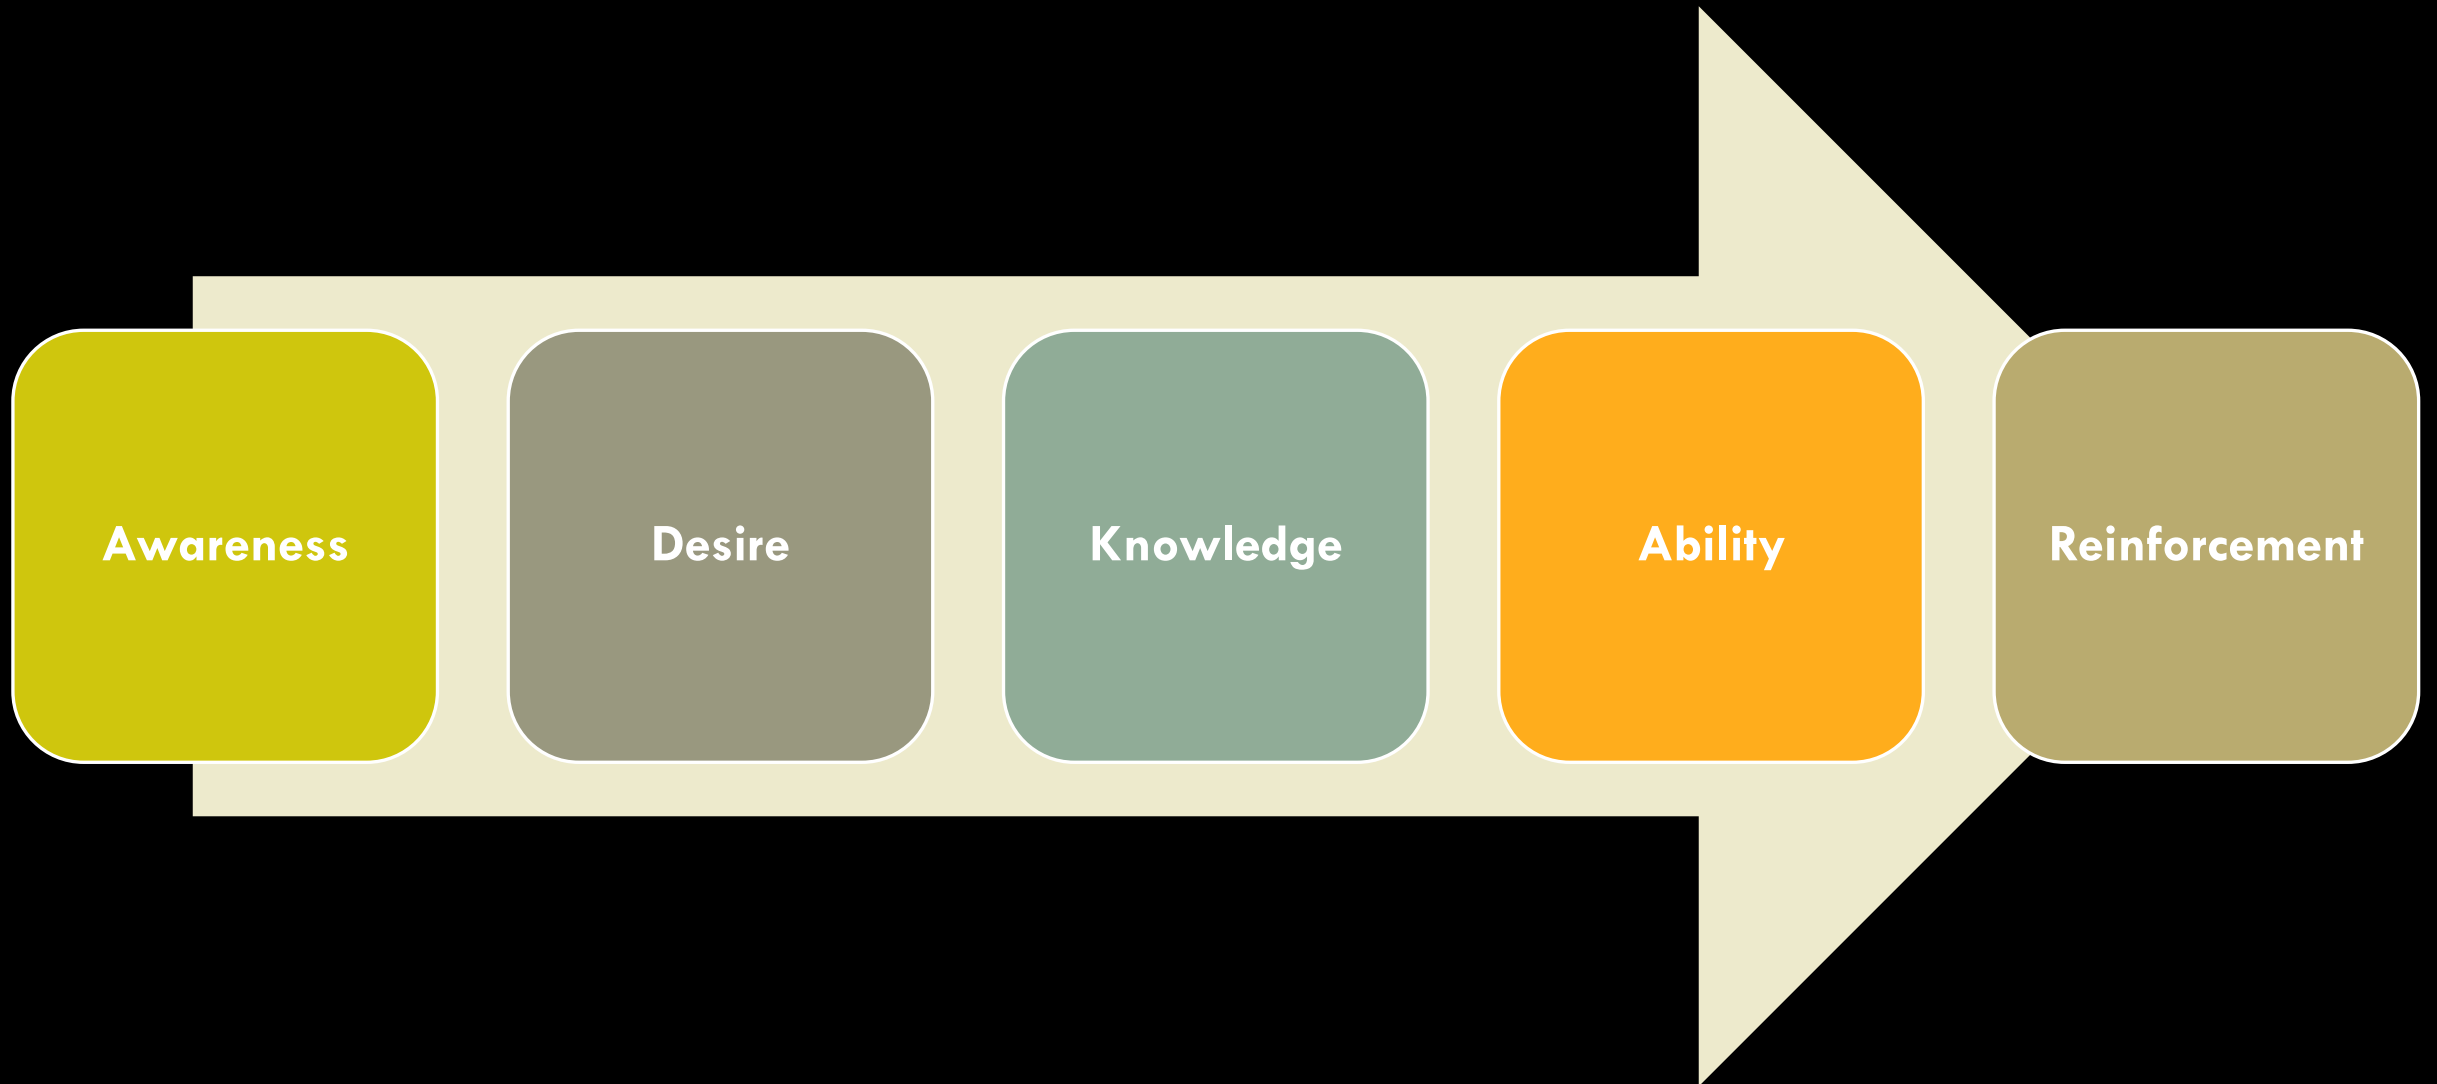 Awareness
Desire
Knowledge
Ability
Reinforcement